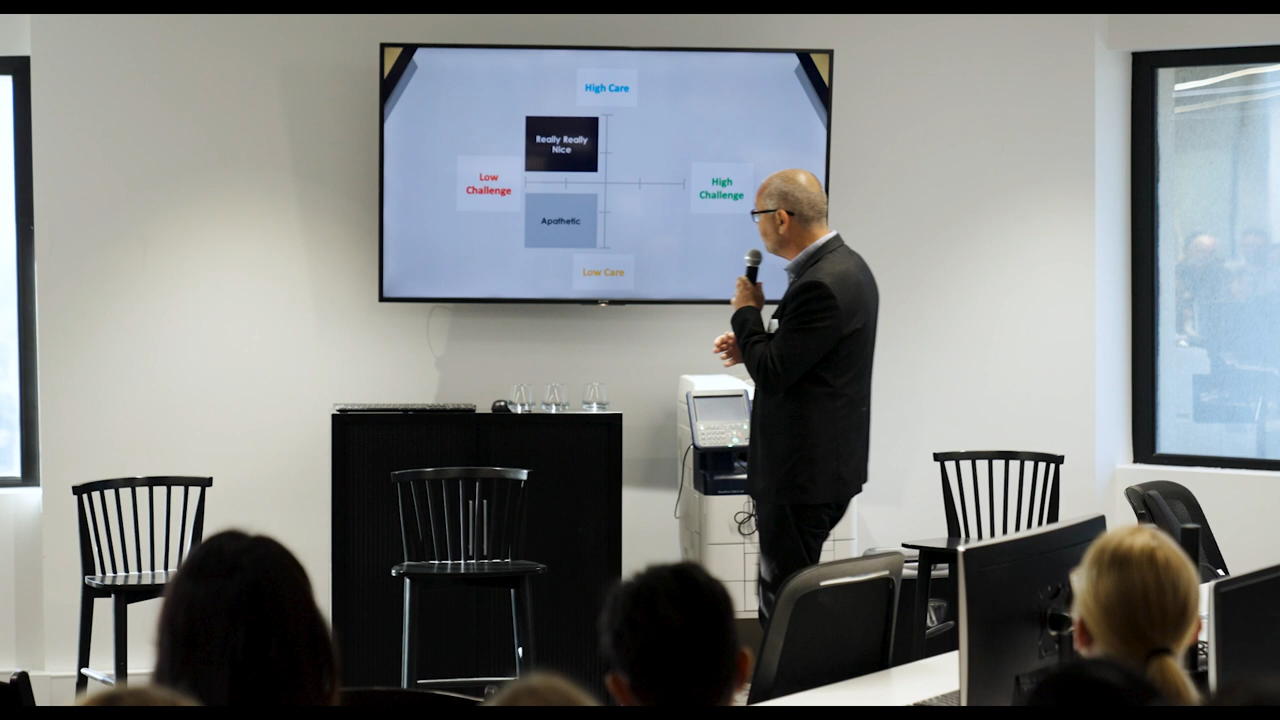 High Care
Really Really
Nice
Low
Challenge
High
Challenge
Apathetic
Low Care